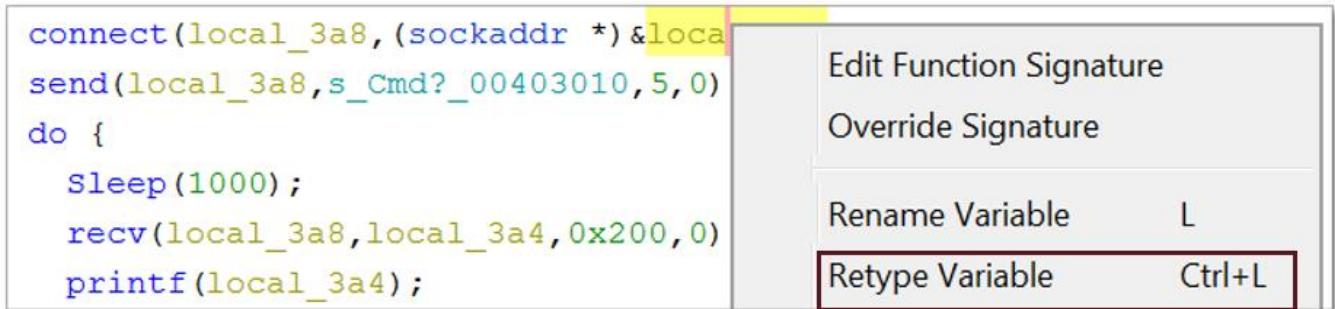 connect(local_3a8,(sockaddr *)&loca
send(local_3a8,s_Cmd?_00403010,5,0)
do {
Sleep(1000);
recv(local_3a8,local_3a4,0x200,0)
printf(local_3a4);
Edit Function Signature
Override Signature
Rename Variable L
Retype Variable Ctrl+L